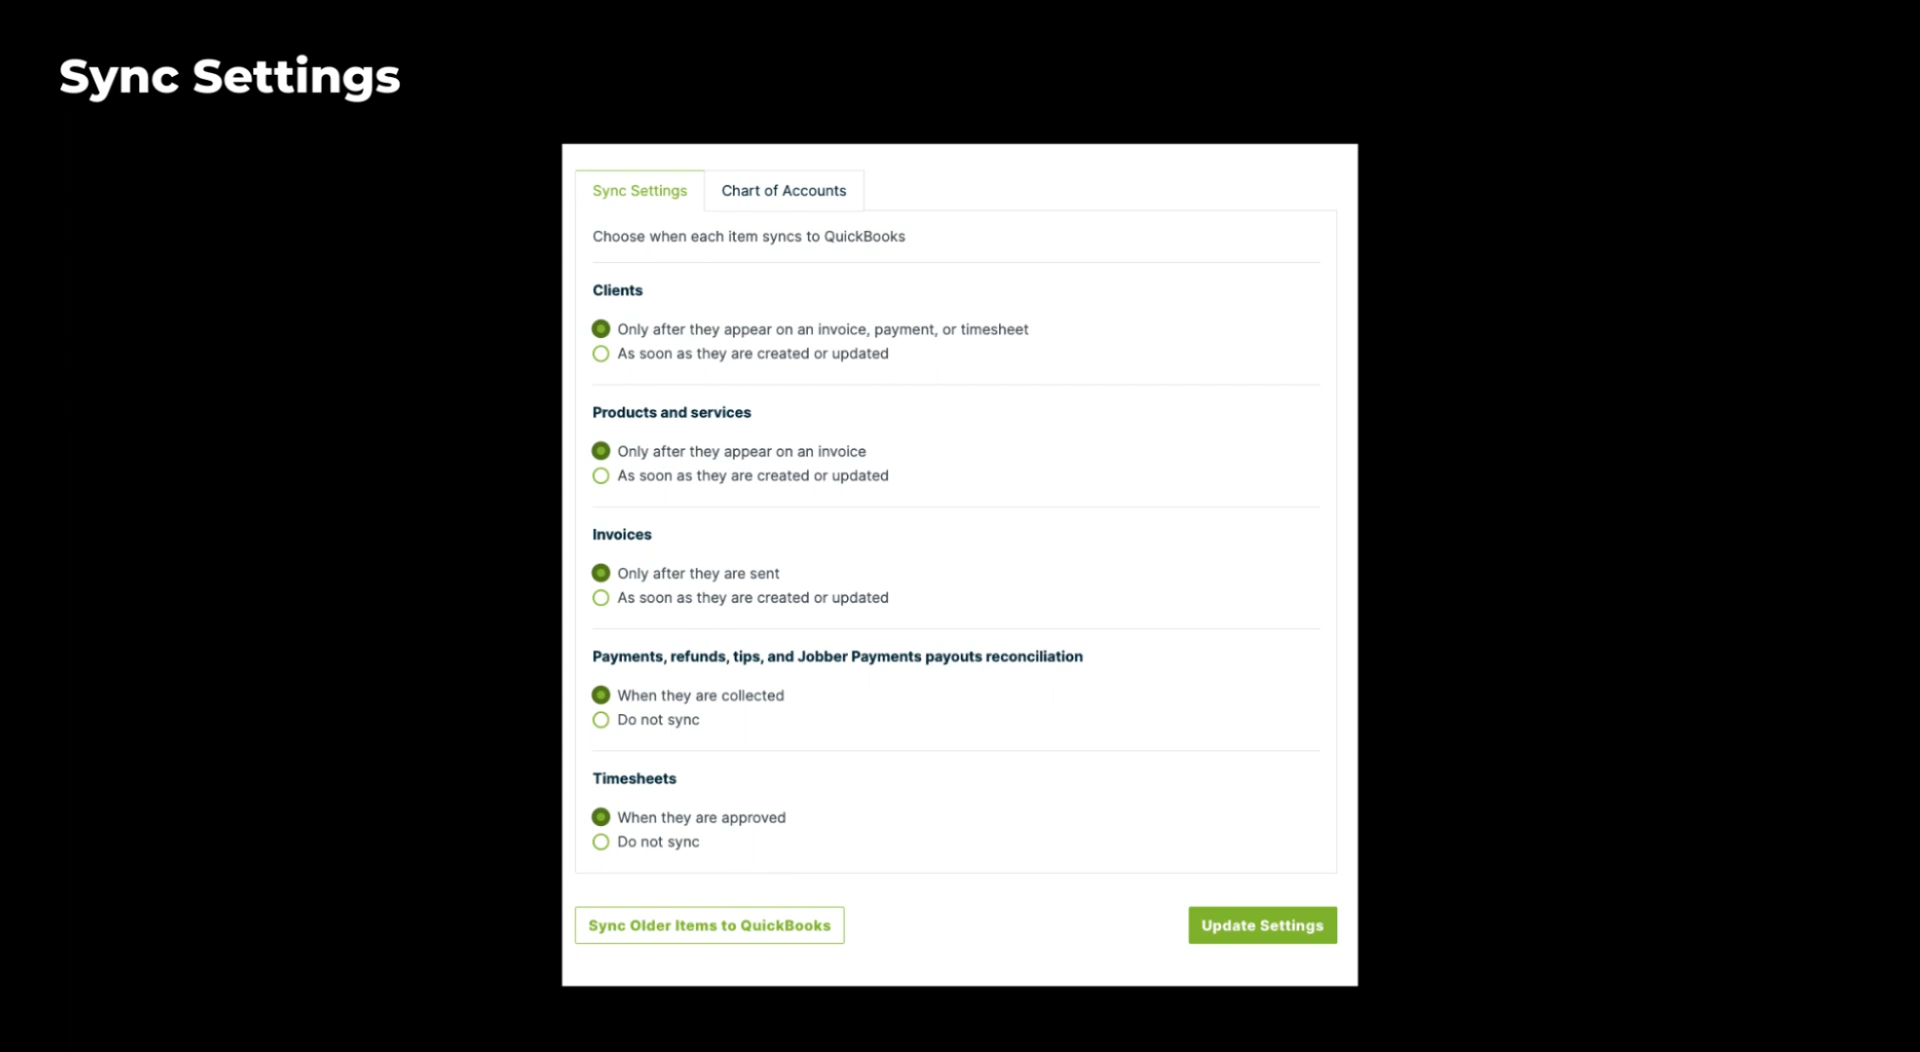 Sync Settings
Sync Settings
Chart of Accounts
Choose when each item syncs to QuickBooks
Clients
Only after they appear on an invoice, payment, or timesheet
As soon as they are created or updated
Products and services
Only after they appear on an invoice
As soon as they are created or updated
Invoices
Only after they are sent
As soon as they are created or updated
Payments, refunds, tips, and Jobber Payments payouts reconciliation
When they are collected
Do not sync
Timesheets
When they are approved
Do not sync
Sync Older Items to QuickBooks
Update Settings